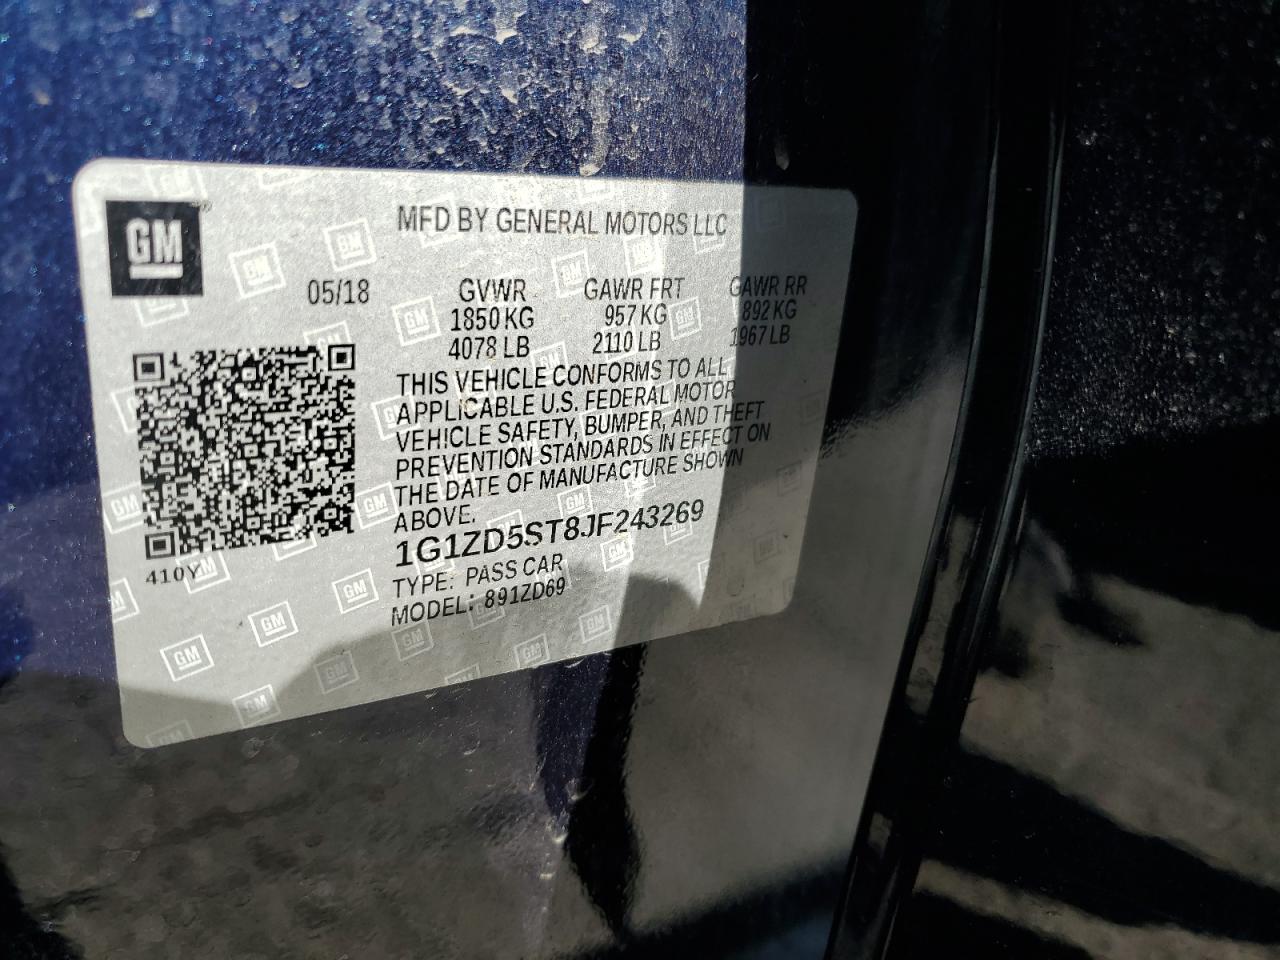 GM
MFD BY GENERAL MOTORS LLC
05/18 GVWR GAWR FRT GAWR RR
1850 KG 957 KG 892 KG
4078 LB 2110 LB 1967 LB
THIS VEHICLE CONFORMS TO ALL
APPLICABLE U.S. FEDERAL MOTOR
VEHICLE SAFETY, BUMPER, AND THEFT
PREVENTION STANDARDS IN EFFECT ON
THE DATE OF MANUFACTURE SHOWN
ABOVE.
1G1ZD5ST8JF243269
410Y
TYPE: PASS CAR
MODEL: 891ZD69